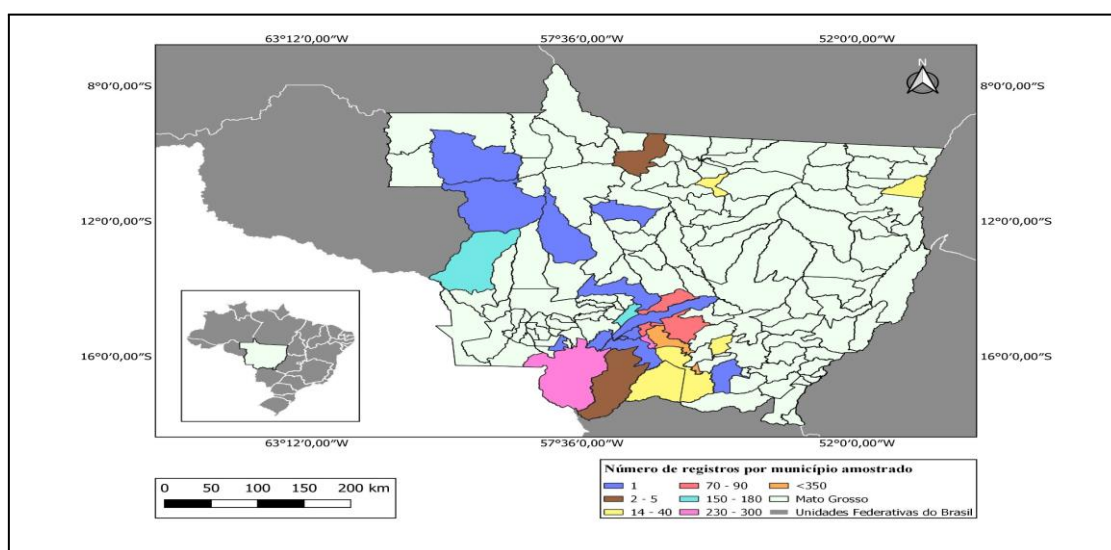 63°12'0,00"W 57°36'0,00"W 52°0'0,00"W
N
8°0'0,00"S 8°0'0,00"S
12°0'0,00"S 12°0'0,00"S
16°0'0,00"S 16°0'0,00"S
63°12'0,00"W 57°36'0,00"W 52°0'0,00"W
0 50 100 150 200 km
Número de registros por município amostrado
1 70 - 90 <350
2 - 5 150 - 180 Mato Grosso
14 - 40 230 - 300 Unidades Federativas do Brasil